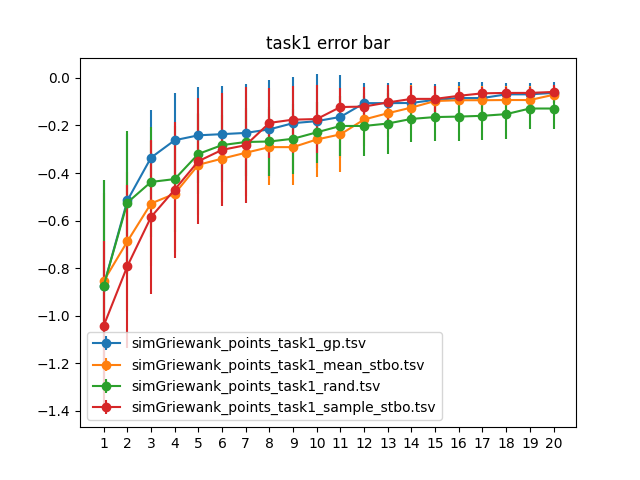 task1 error bar
0.0
−0.2
−0.4
−0.6
−0.8
−1.0
−1.2
−1.4
simGriewank_points_task1_gp.tsv
simGriewank_points_task1_mean_stbo.tsv
simGriewank_points_task1_rand.tsv
simGriewank_points_task1_sample_stbo.tsv
1 2 3 4 5 6 7 8 9 10 11 12 13 14 15 16 17 18 19 20